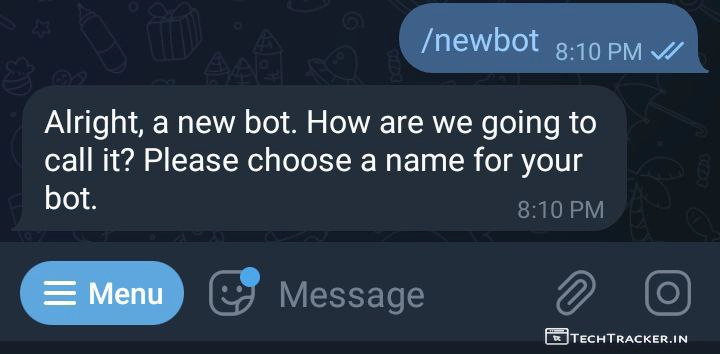 /newbot 8:10 PM
Alright, a new bot. How are we going to
call it? Please choose a name for your
bot.
8:10 PM
Menu
Message
TECHTRACKER.IN